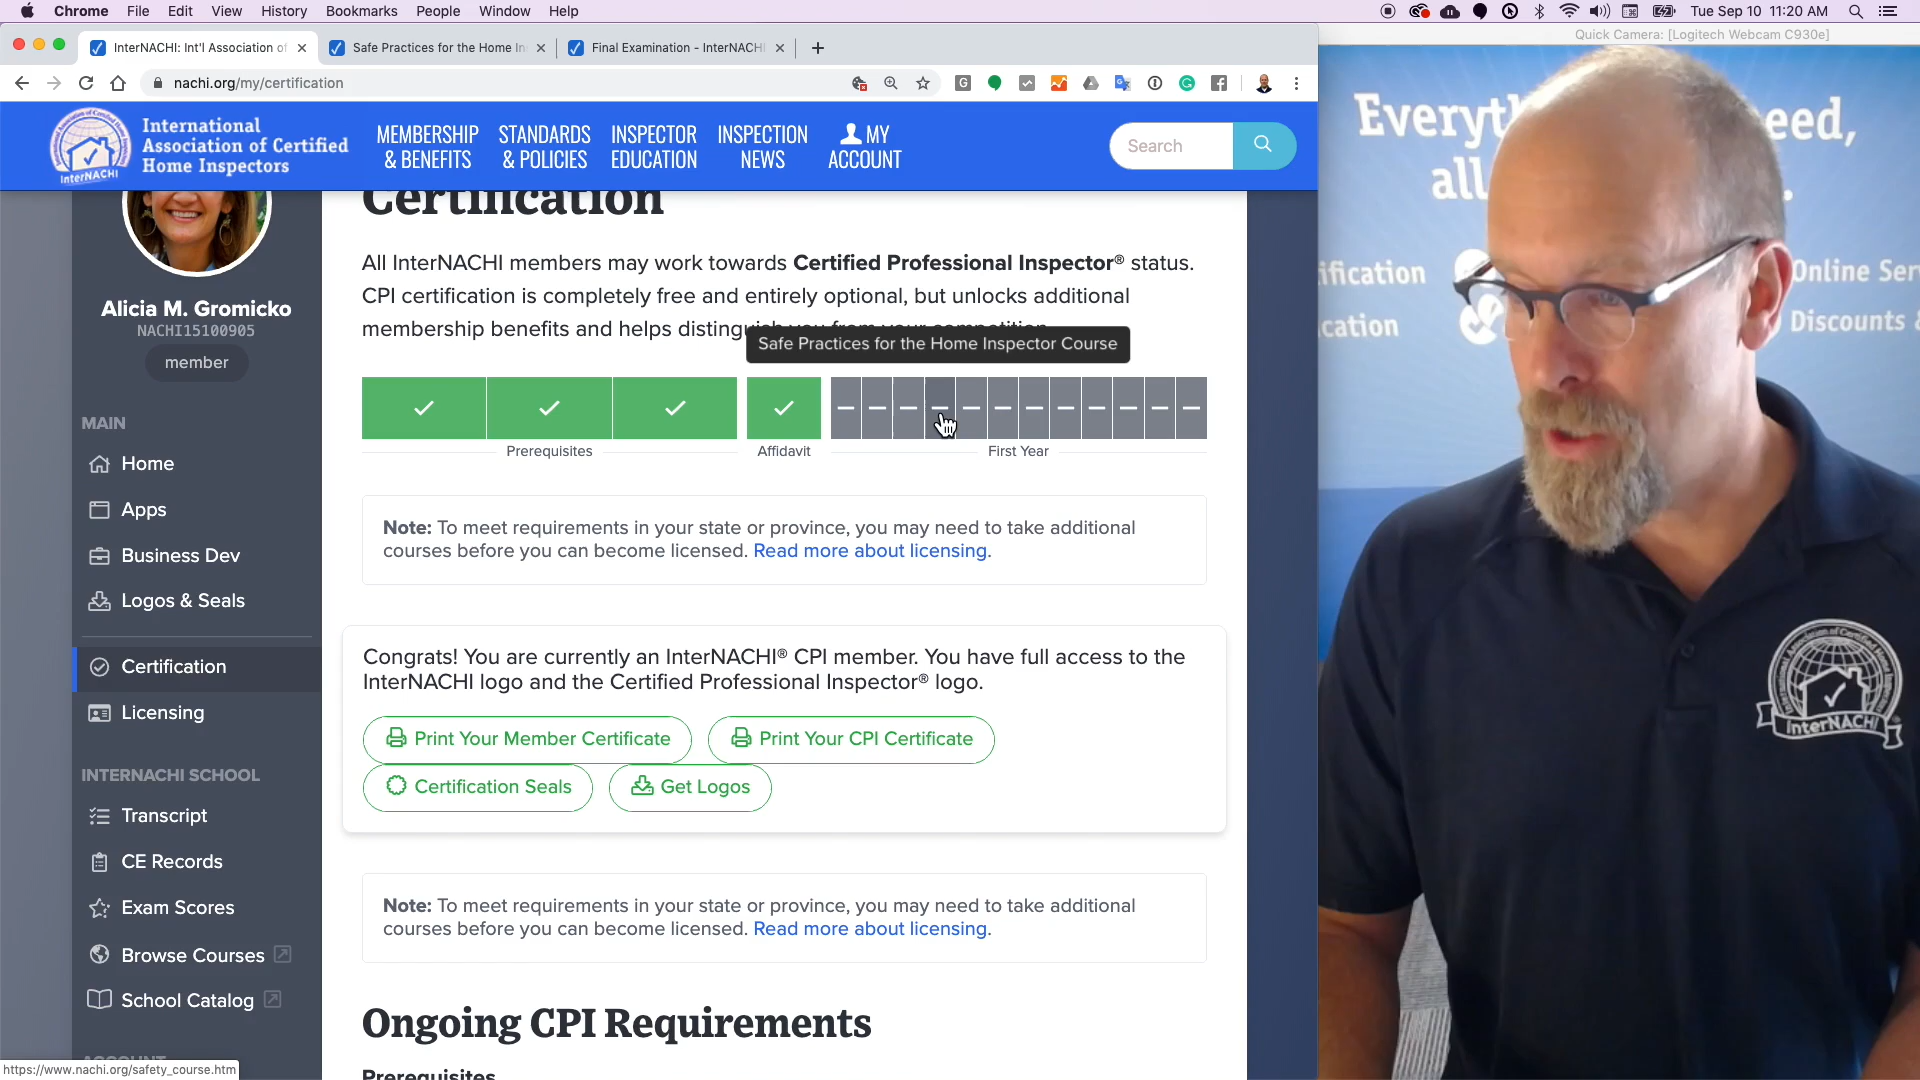 Chrome File Edit View History Bookmarks People Window Help
Tue Sep 10 11:20 AM
Quick Camera: [Logitech Webcam C930e]
InterNACHI: Int'l Association of
Safe Practices for the Home In
Final Examination - InterNACHI
nachi.org/my/certification
International
Association of Certified
Home Inspectors
InterNACHI
MEMBERSHIP
& BENEFITS
STANDARDS
& POLICIES
INSPECTOR
EDUCATION
INSPECTION
NEWS
MY
ACCOUNT
Search
Alicia M. Gromicko
NACHI15100905
member
MAIN
Home
Apps
Business Dev
Logos & Seals
Certification
Licensing
INTERNACHI SCHOOL
Transcript
CE Records
Exam Scores
Browse Courses
School Catalog
ACCOUNT
https://www.nachi.org/safety_course.htm
Certification
All InterNACHI members may work towards Certified Professional Inspector® status.
CPI certification is completely free and entirely optional, but unlocks additional
membership benefits and helps distinguish you from your competition.
Safe Practices for the Home Inspector Course
Prerequisites
Affidavit
First Year
Note: To meet requirements in your state or province, you may need to take additional
courses before you can become licensed. Read more about licensing.
Congrats! You are currently an InterNACHI® CPI member. You have full access to the
InterNACHI logo and the Certified Professional Inspector® logo.
Print Your Member Certificate
Print Your CPI Certificate
Certification Seals
Get Logos
Note: To meet requirements in your state or province, you may need to take additional
courses before you can become licensed. Read more about licensing.
Ongoing CPI Requirements
Prerequisites
all
Discounts &
InterNACHI